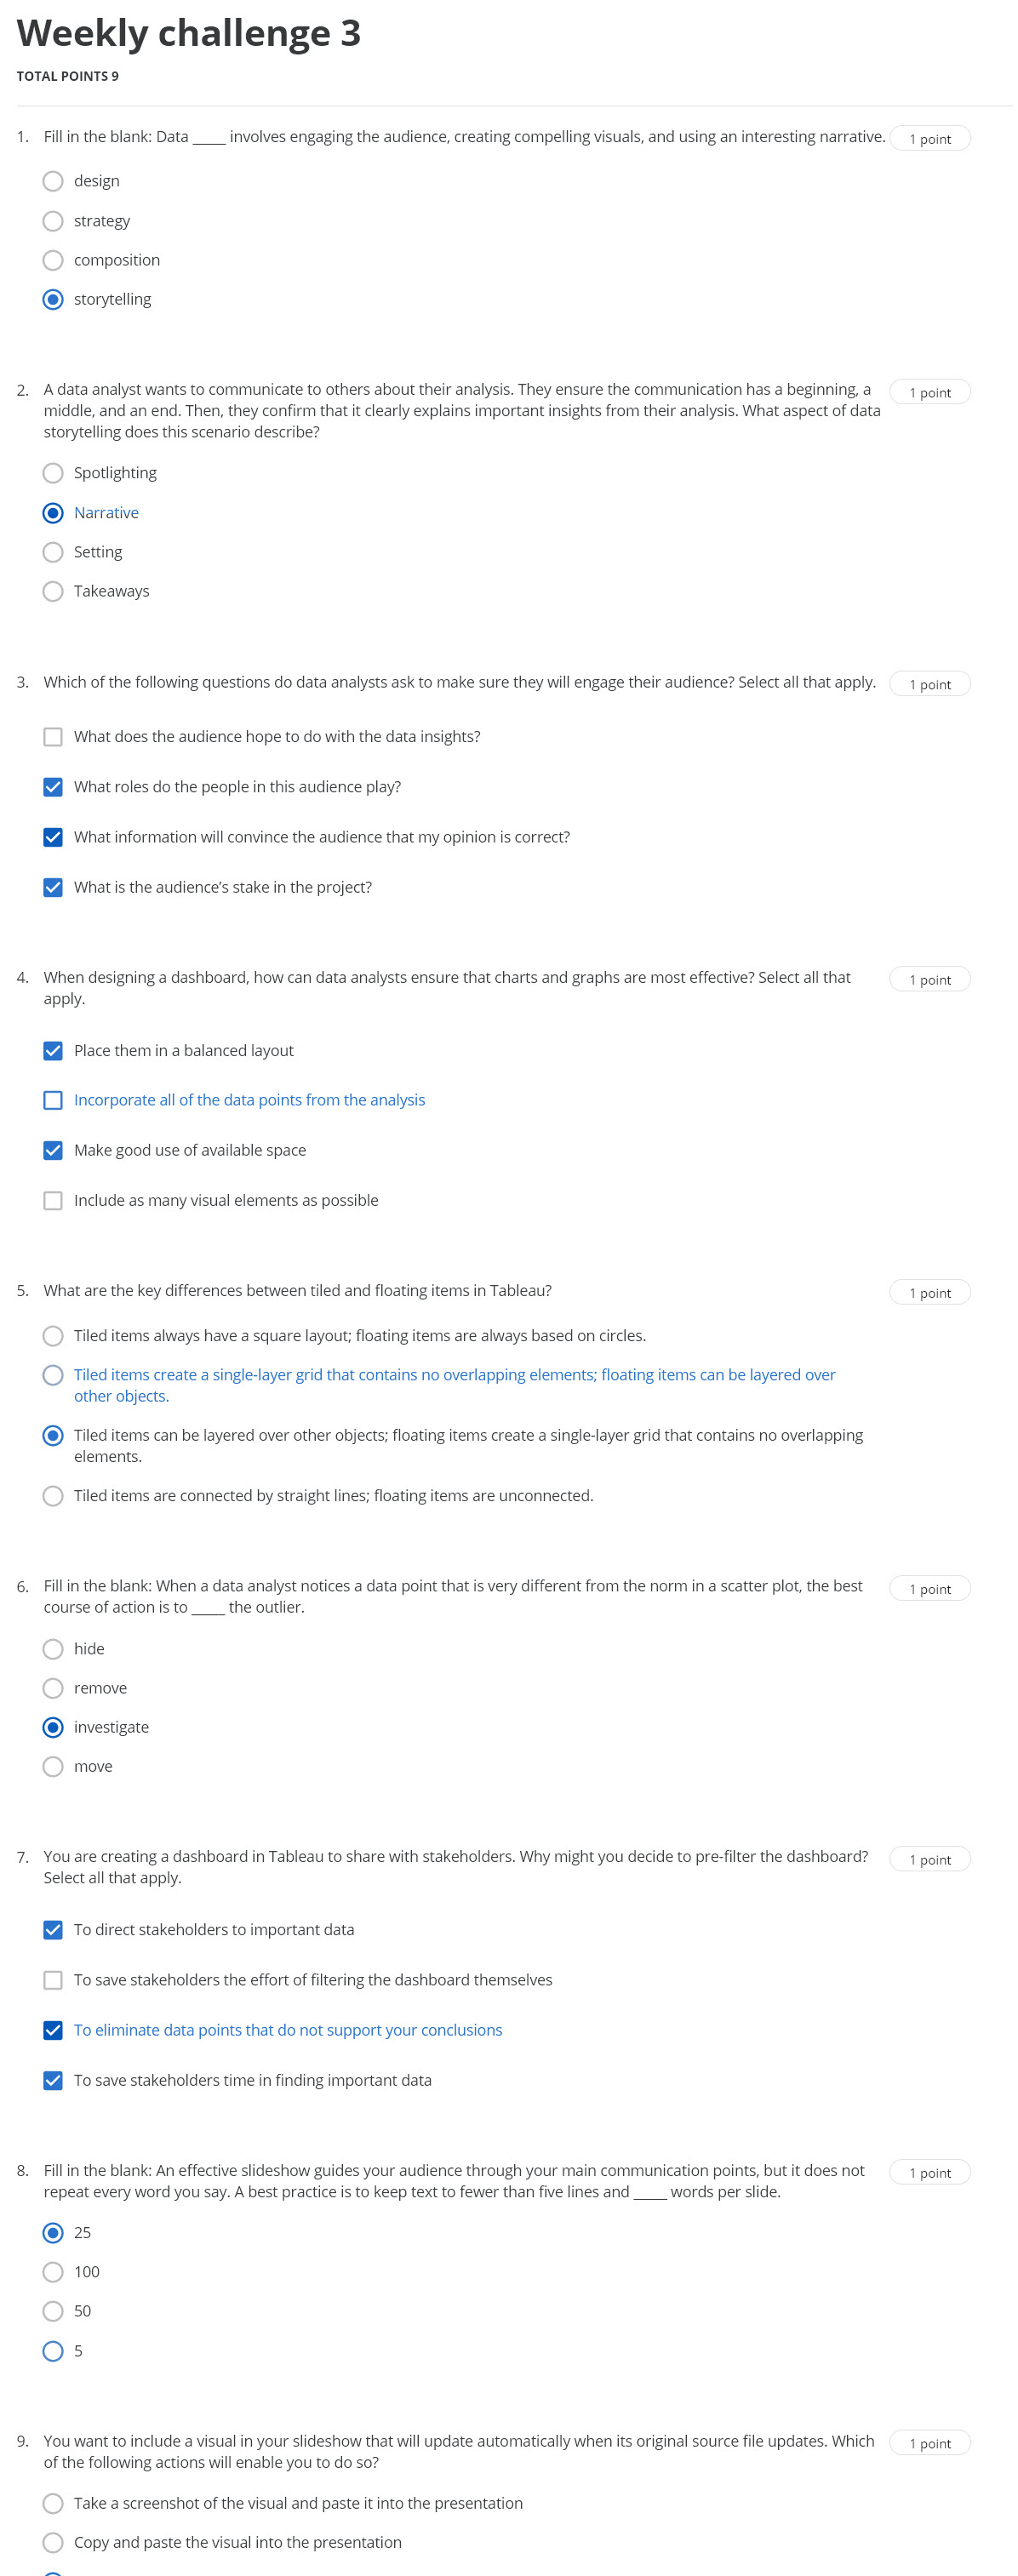 Weekly challenge 3
TOTAL POINTS 9
1. Fill in the blank: Data _____ involves engaging the audience, creating compelling visuals, and using an interesting narrative. 1 point
design
strategy
composition
storytelling
2. A data analyst wants to communicate to others about their analysis. They ensure the communication has a beginning, a 1 point
middle, and an end. Then, they confirm that it clearly explains important insights from their analysis. What aspect of data
storytelling does this scenario describe?
Spotlighting
Narrative
Setting
Takeaways
3. Which of the following questions do data analysts ask to make sure they will engage their audience? Select all that apply. 1 point
What does the audience hope to do with the data insights?
What roles do the people in this audience play?
What information will convince the audience that my opinion is correct?
What is the audience's stake in the project?
4. When designing a dashboard, how can data analysts ensure that charts and graphs are most effective? Select all that 1 point
apply.
Place them in a balanced layout
Incorporate all of the data points from the analysis
Make good use of available space
Include as many visual elements as possible
5. What are the key differences between tiled and floating items in Tableau? 1 point
Tiled items always have a square layout; floating items are always based on circles.
Tiled items create a single-layer grid that contains no overlapping elements; floating items can be layered over
other objects.
Tiled items can be layered over other objects; floating items create a single-layer grid that contains no overlapping
elements.
Tiled items are connected by straight lines; floating items are unconnected.
6. Fill in the blank: When a data analyst notices a data point that is very different from the norm in a scatter plot, the best 1 point
course of action is to _____ the outlier.
hide
remove
investigate
move
7. You are creating a dashboard in Tableau to share with stakeholders. Why might you decide to pre-filter the dashboard? 1 point
Select all that apply.
To direct stakeholders to important data
To save stakeholders the effort of filtering the dashboard themselves
To eliminate data points that do not support your conclusions
To save stakeholders time in finding important data
8. Fill in the blank: An effective slideshow guides your audience through your main communication points, but it does not 1 point
repeat every word you say. A best practice is to keep text to fewer than five lines and _____ words per slide.
25
100
50
5
9. You want to include a visual in your slideshow that will update automatically when its original source file updates. Which 1 point
of the following actions will enable you to do so?
Take a screenshot of the visual and paste it into the presentation
Copy and paste the visual into the presentation